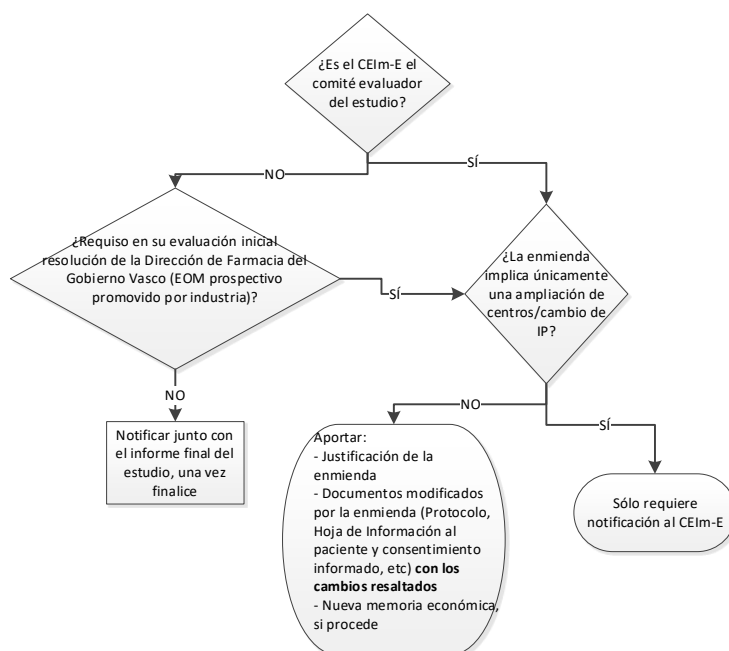 ¿Es el CEIm-E el
comité evaluador
del estudio?
NO
SÍ
¿Requiso en su evaluación inicial
resolución de la Dirección de Farmacia del
Gobierno Vasco (EOM prospectivo
promovido por industria)?
SÍ
¿La enmienda
implica únicamente
una ampliación de
centros/cambio de
IP?
NO
Notificar junto con
el informe final del
estudio, una vez
finalice
NO
SÍ
Aportar:
- Justificación de la
enmienda
- Documentos modificados
por la enmienda (Protocolo,
Hoja de Información al
paciente y consentimiento
informado, etc) con los
cambios resaltados
- Nueva memoria económica,
si procede
Sólo requiere
notificación al CEIm-E